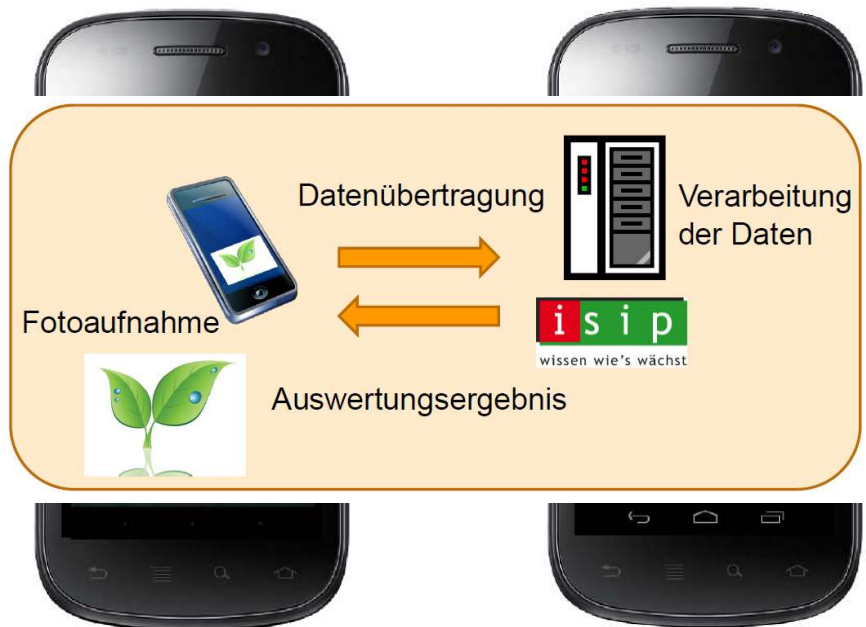 Datenübertragung
Verarbeitung
der Daten
Fotoaufnahme
isip
wissen wie's wächst
Auswertungsergebnis